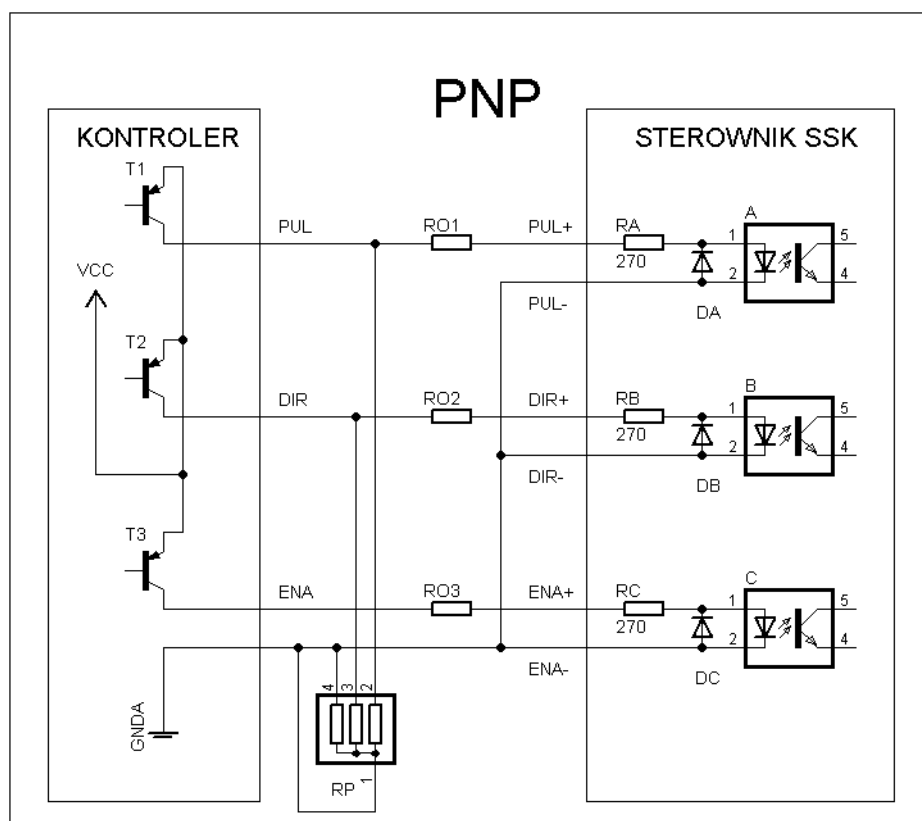 PNP
KONTROLER
STEROWNIK SSK
T1
PUL
RO1
PUL+
RA
270
A
1
5
2
4
VCC
PUL-
DA
T2
DIR
RO2
DIR+
RB
270
B
1
5
2
4
DIR-
DB
T3
ENA
RO3
ENA+
RC
270
C
1
5
2
4
ENA-
DC
GNDA
4
3
2
RP
1